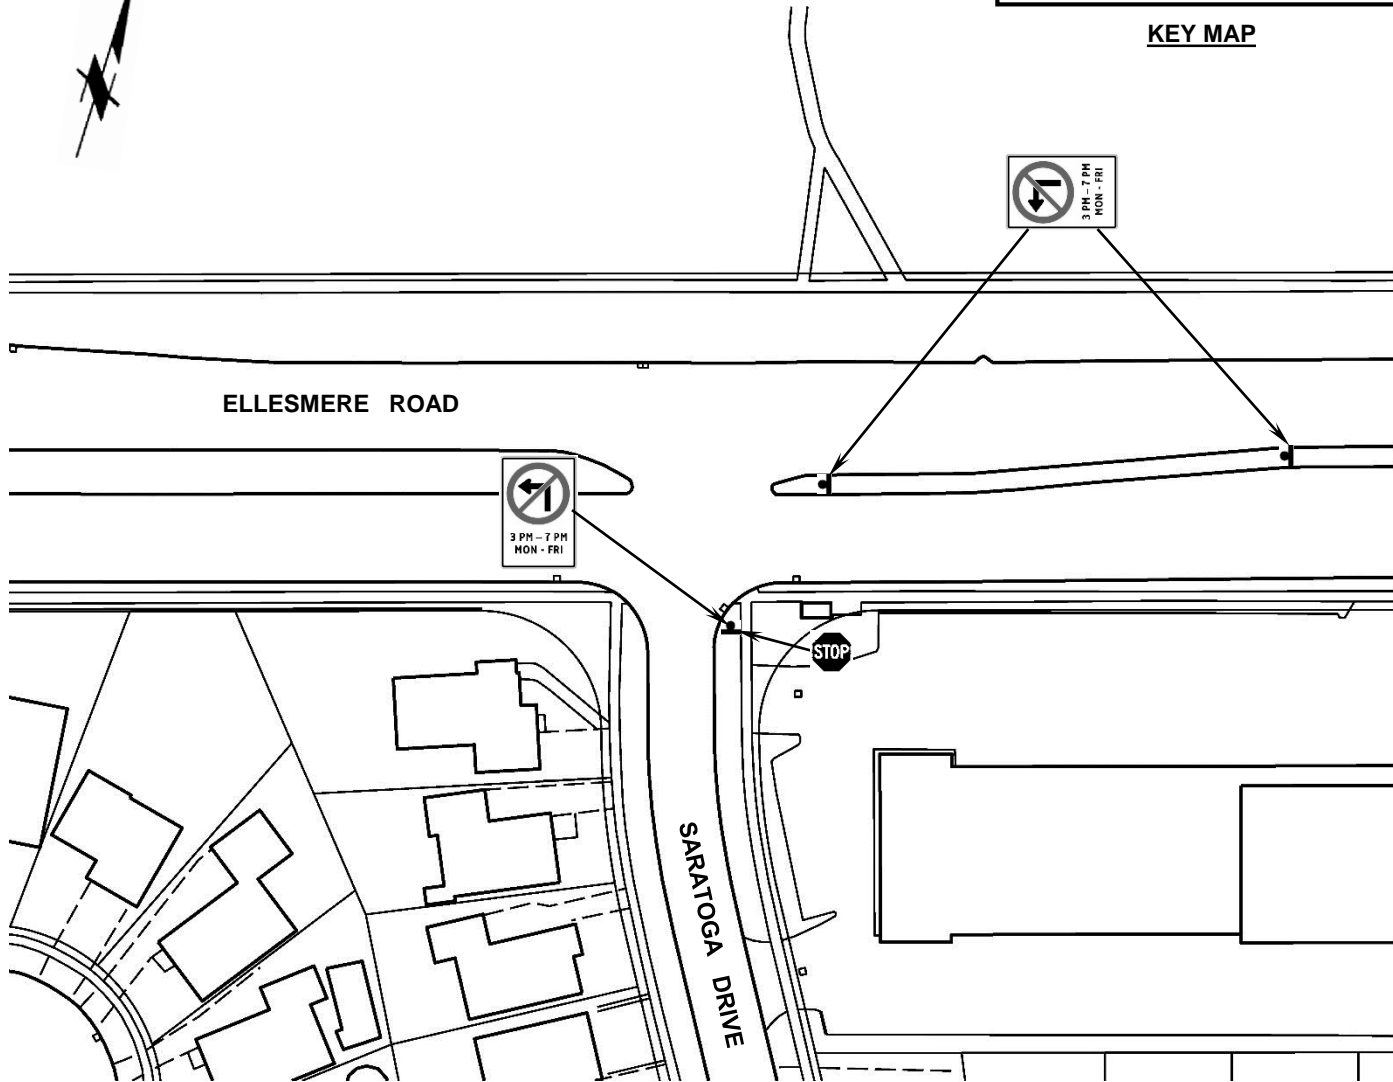 KEY MAP
3 PM – 7 PM
MON - FRI
ELLESMERE ROAD
3 PM – 7 PM
MON - FRI
STOP
SARATOGA DRIVE